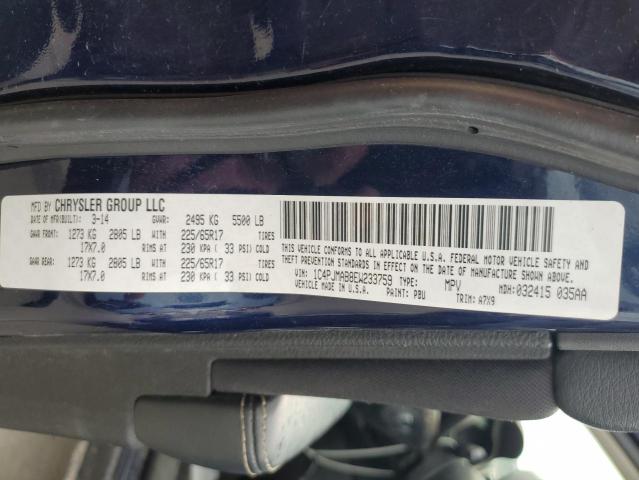 MFD BY CHRYSLER GROUP LLC
DATE OF MFR(BUILT): 3-14 GVWR: 2495 KG 5500 LB
GAWR FRONT: 1273 KG 2805 LB WITH 225/65R17 TIRES
17X7.0 RIMS AT 230 KPA ( 33 PSI) COLD
GAWR REAR: 1273 KG 2805 LB WITH 225/65R17 TIRES
17X7.0 RIMS AT 230 KPA ( 33 PSI) COLD
THIS VEHICLE CONFORMS TO ALL APPLICABLE U.S.A. FEDERAL MOTOR VEHICLE SAFETY AND
THEFT PREVENTION STANDARDS IN EFFECT ON THE DATE OF MANUFACTURE SHOWN ABOVE.
VEHICLE NO.: 1C4PJMAB8EW233759 TYPE: MPV MDH: 032415 035AA
VEHICLE MADE IN U.S.A. PAINT: PBU TRIM: A7X9